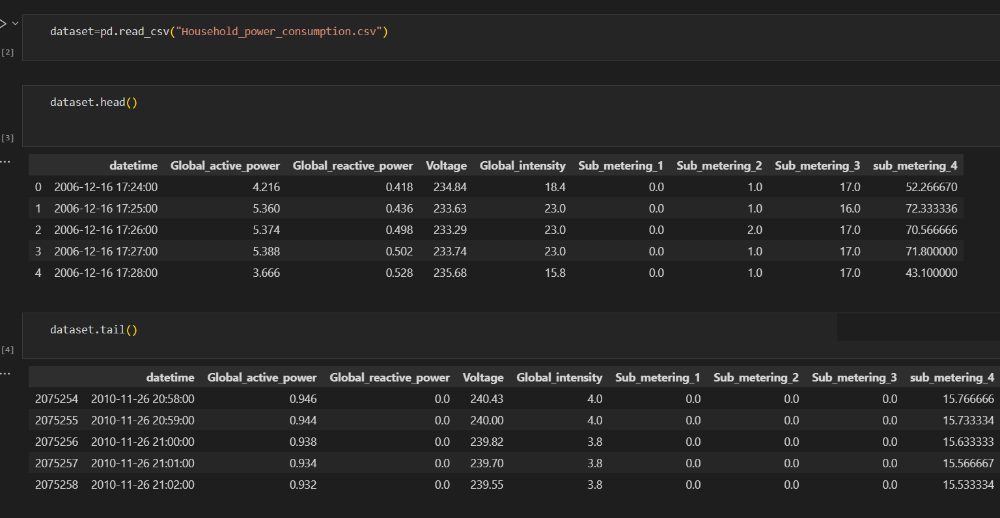 dataset=pd.read_csv("Household_power_consumption.csv")
[2]
dataset.head()
[3]
...
datetime Global_active_power Global_reactive_power Voltage Global_intensity Sub_metering_1 Sub_metering_2 Sub_metering_3 sub_metering_4
0 2006-12-16 17:24:00 4.216 0.418 234.84 18.4 0.0 1.0 17.0 52.266670
1 2006-12-16 17:25:00 5.360 0.436 233.63 23.0 0.0 1.0 16.0 72.333336
2 2006-12-16 17:26:00 5.374 0.498 233.29 23.0 0.0 2.0 17.0 70.566666
3 2006-12-16 17:27:00 5.388 0.502 233.74 23.0 0.0 1.0 17.0 71.800000
4 2006-12-16 17:28:00 3.666 0.528 235.68 15.8 0.0 1.0 17.0 43.100000
dataset.tail()
[4]
...
datetime Global_active_power Global_reactive_power Voltage Global_intensity Sub_metering_1 Sub_metering_2 Sub_metering_3 sub_metering_4
2075254 2010-11-26 20:58:00 0.946 0.0 240.43 4.0 0.0 0.0 0.0 15.766666
2075255 2010-11-26 20:59:00 0.944 0.0 240.00 4.0 0.0 0.0 0.0 15.733334
2075256 2010-11-26 21:00:00 0.938 0.0 239.82 3.8 0.0 0.0 0.0 15.633333
2075257 2010-11-26 21:01:00 0.934 0.0 239.70 3.8 0.0 0.0 0.0 15.566667
2075258 2010-11-26 21:02:00 0.932 0.0 239.55 3.8 0.0 0.0 0.0 15.533334